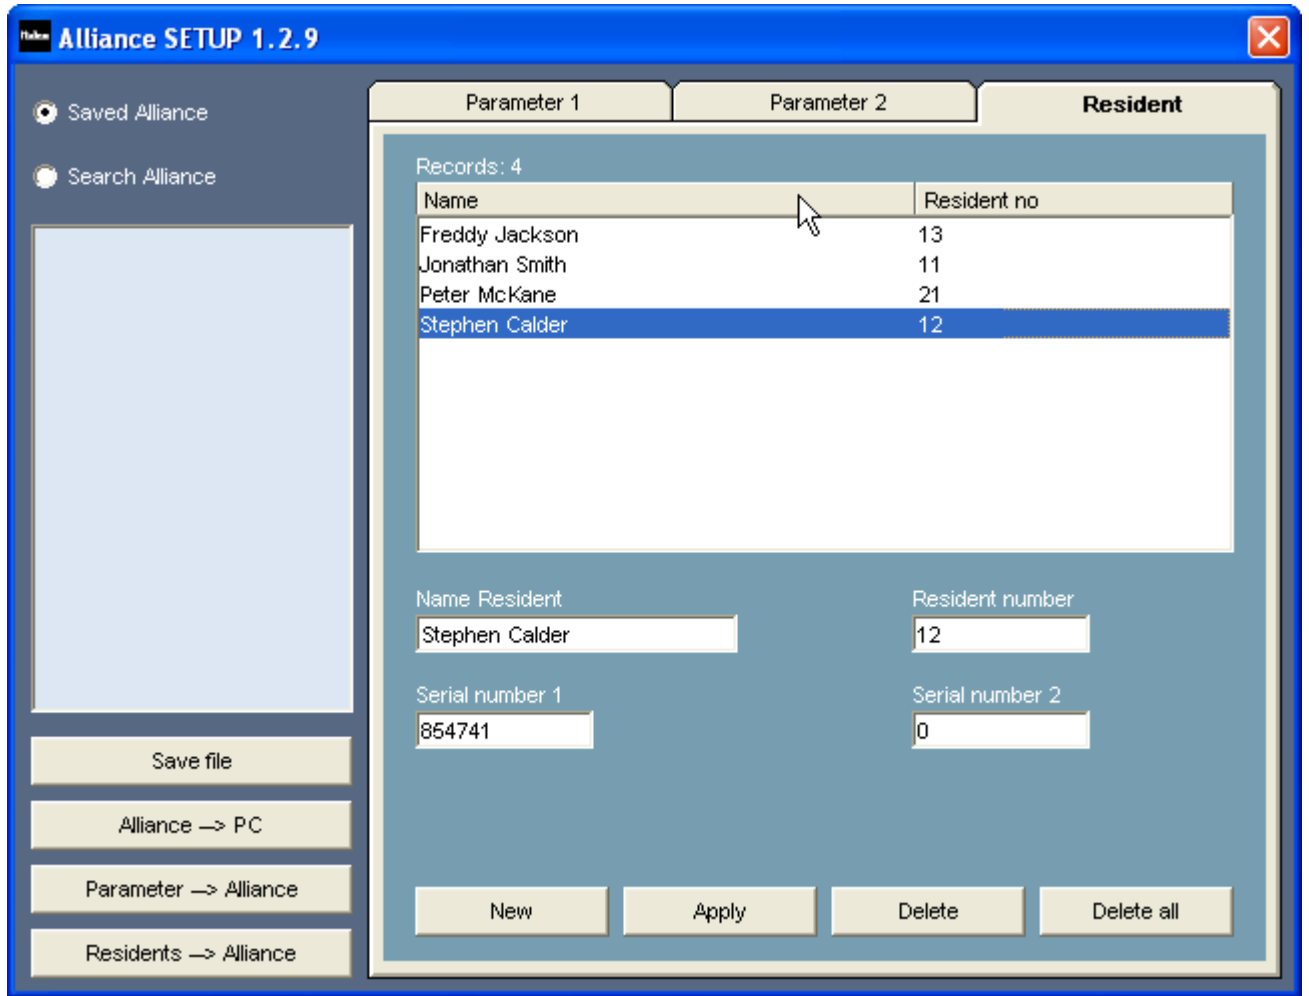 Alliance SETUP 1.2.9
Saved Alliance
Search Alliance
Parameter 1 Parameter 2 Resident
Records: 4
Name Resident no
Freddy Jackson 13
Jonathan Smith 11
Peter McKane 21
Stephen Calder 12
Name Resident Resident number
Stephen Calder 12
Serial number 1 Serial number 2
854741 0
Save file
Alliance --> PC
Parameter --> Alliance
Residents --> Alliance
New Apply Delete Delete all